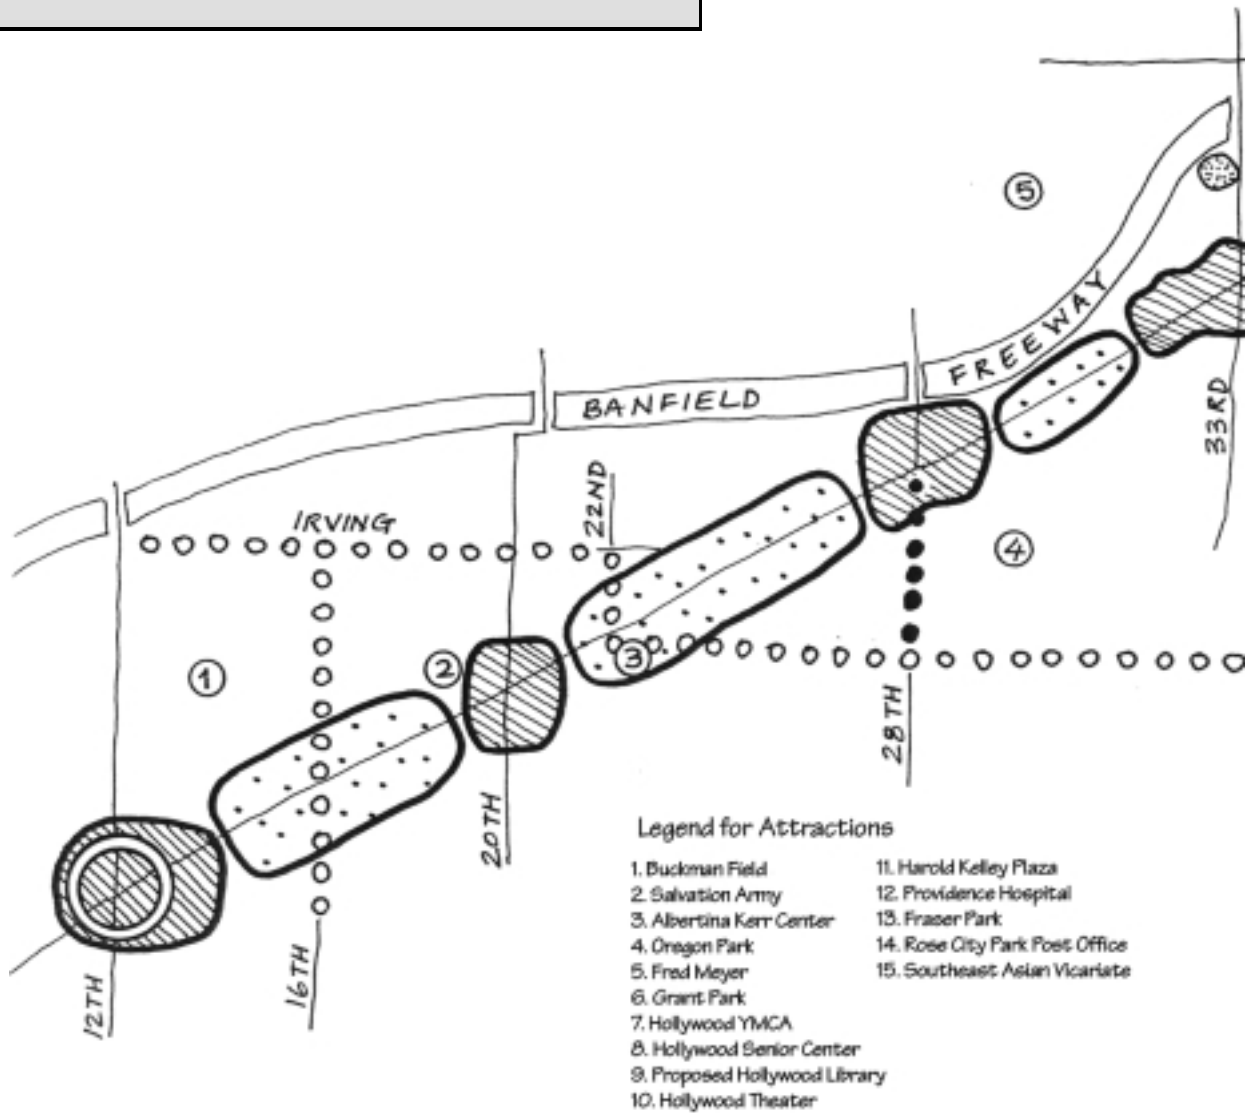 5
FREEWAY
BANFIELD
33RD
22ND
IRVING
4
3
2
1
28TH
20TH
16TH
12TH
Legend for Attractions
1. Buckman Field
2. Salvation Army
3. Albertina Kerr Center
4. Oregon Park
5. Fred Meyer
6. Grant Park
7. Hollywood YMCA
8. Hollywood Senior Center
9. Proposed Hollywood Library
10. Hollywood Theater
11. Harold Kelley Plaza
12. Providence Hospital
13. Fraser Park
14. Rose City Park Post Office
15. Southeast Asian Vicariate